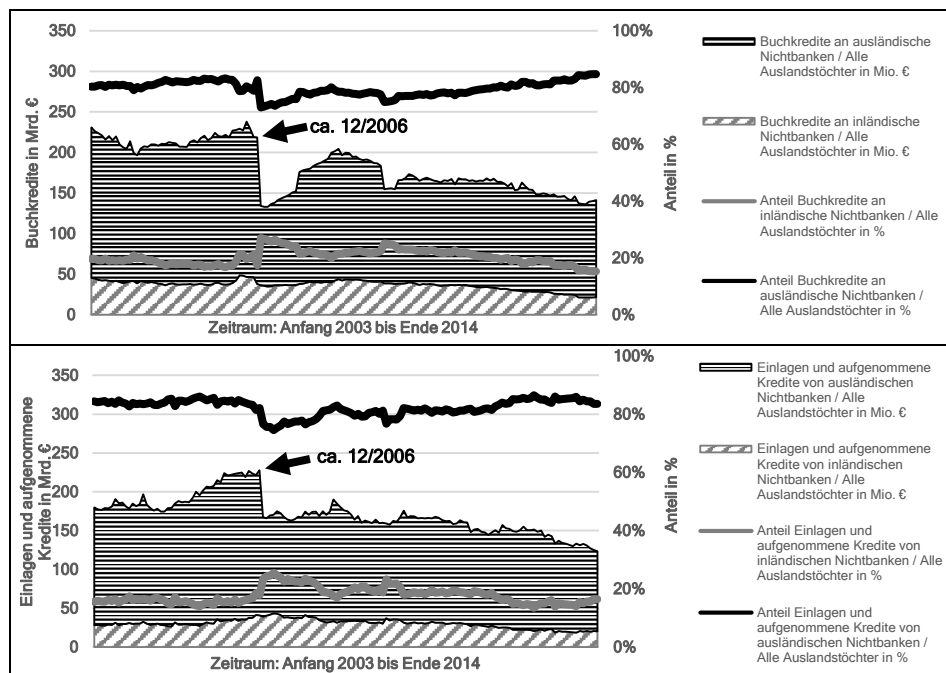 350
300
250
200
150
100
50
0
Buchkredite in Mrd. €
ca. 12/2006
100%
80%
60%
40%
20%
0%
Anteil in %
Zeitraum: Anfang 2003 bis Ende 2014
Buchkredite an ausländische
Nichtbanken / Alle
Auslandstöchter in Mio. €
Buchkredite an inländische
Nichtbanken / Alle
Auslandstöchter in Mio. €
Anteil Buchkredite an
inländische Nichtbanken / Alle
Auslandstöchter in %
Anteil Buchkredite an
ausländische Nichtbanken /
Alle Auslandstöchter in %
350
300
250
200
150
100
50
0
Einlagen und aufgenommene
Kredite in Mrd. €
ca. 12/2006
100%
80%
60%
40%
20%
0%
Anteil in %
Zeitraum: Anfang 2003 bis Ende 2014
Einlagen und aufgenommene
Kredite von ausländischen
Nichtbanken / Alle
Auslandstöchter in Mio. €
Einlagen und aufgenommene
Kredite von inländischen
Nichtbanken / Alle
Auslandstöchter in Mio. €
Anteil Einlagen und
aufgenommene Kredite von
inländischen Nichtbanken / Alle
Auslandstöchter in %
Anteil Einlagen und
aufgenommene Kredite von
ausländischen Nichtbanken /
Alle Auslandstöchter in %